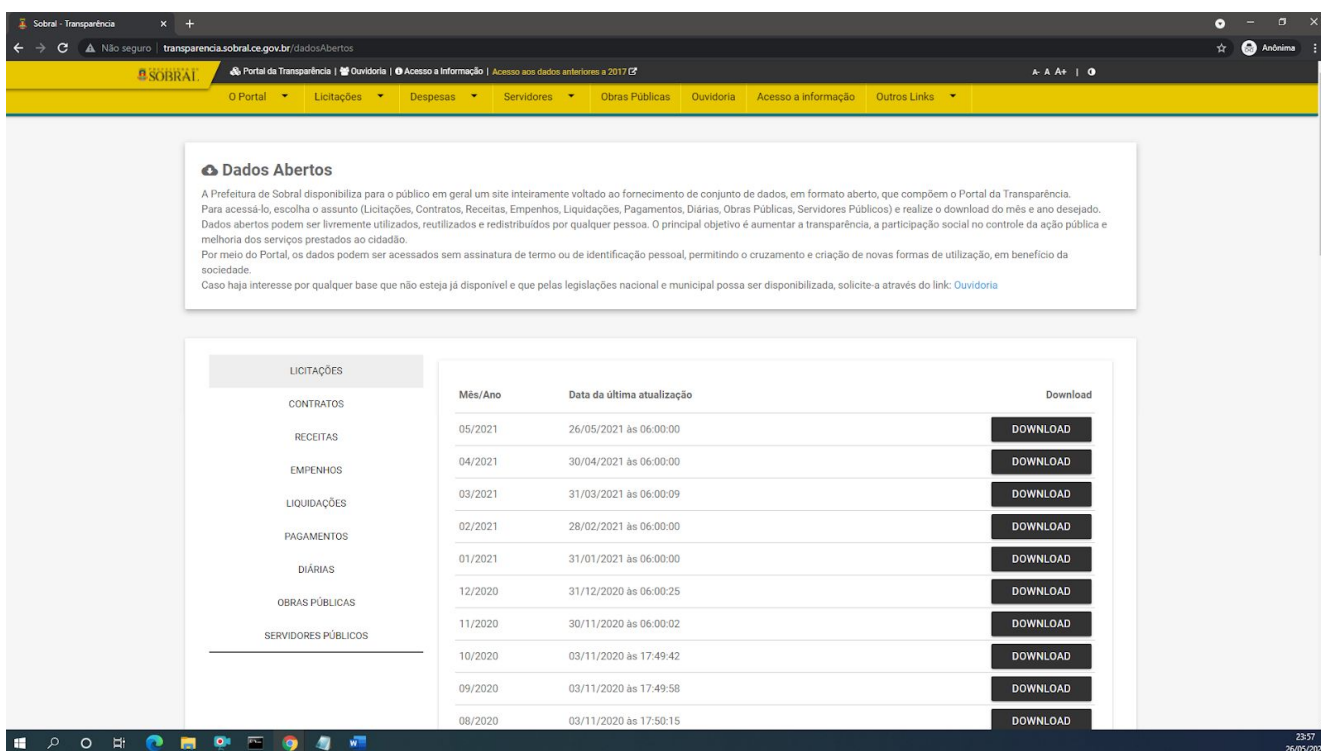 Sobral - Transparência
Não seguro | transparencia.sobral.ce.gov.br/dadosAbertos
Anônima
SOBRAL
Portal da Transparência | Ouvidoria | Acesso a Informação | Acesso aos dados anteriores a 2017
A- A A+ |
O Portal Licitações Despesas Servidores Obras Públicas Ouvidoria Acesso a informação Outros Links
Dados Abertos
A Prefeitura de Sobral disponibiliza para o público em geral um site inteiramente voltado ao fornecimento de conjunto de dados, em formato aberto, que compõem o Portal da Transparência.
Para acessá-lo, escolha o assunto (Licitações, Contratos, Receitas, Empenhos, Liquidações, Pagamentos, Diárias, Obras Públicas, Servidores Públicos) e realize o download do mês e ano desejado.
Dados abertos podem ser livremente utilizados, reutilizados e redistribuídos por qualquer pessoa. O principal objetivo é aumentar a transparência, a participação social no controle da ação pública e
melhoria dos serviços prestados ao cidadão.
Por meio do Portal, os dados podem ser acessados sem assinatura de termo ou de identificação pessoal, permitindo o cruzamento e criação de novas formas de utilização, em benefício da
sociedade.
Caso haja interesse por qualquer base que não esteja já disponível e que pelas legislações nacional e municipal possa ser disponibilizada, solicite-a através do link: Ouvidoria
LICITAÇÕES
CONTRATOS
RECEITAS
EMPENHOS
LIQUIDAÇÕES
PAGAMENTOS
DIÁRIAS
OBRAS PÚBLICAS
SERVIDORES PÚBLICOS
Mês/Ano Data da última atualização Download
05/2021 26/05/2021 às 06:00:00 DOWNLOAD
04/2021 30/04/2021 às 06:00:00 DOWNLOAD
03/2021 31/03/2021 às 06:00:09 DOWNLOAD
02/2021 28/02/2021 às 06:00:00 DOWNLOAD
01/2021 31/01/2021 às 06:00:00 DOWNLOAD
12/2020 31/12/2020 às 06:00:25 DOWNLOAD
11/2020 30/11/2020 às 06:00:02 DOWNLOAD
10/2020 03/11/2020 às 17:49:42 DOWNLOAD
09/2020 03/11/2020 às 17:49:58 DOWNLOAD
08/2020 03/11/2020 às 17:50:15 DOWNLOAD
23:57